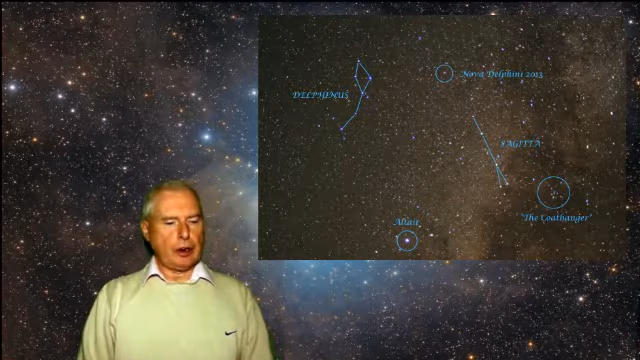 Nova Delphini 2013
DELPHINUS
SAGITTA
"The Coathanger"
Altair